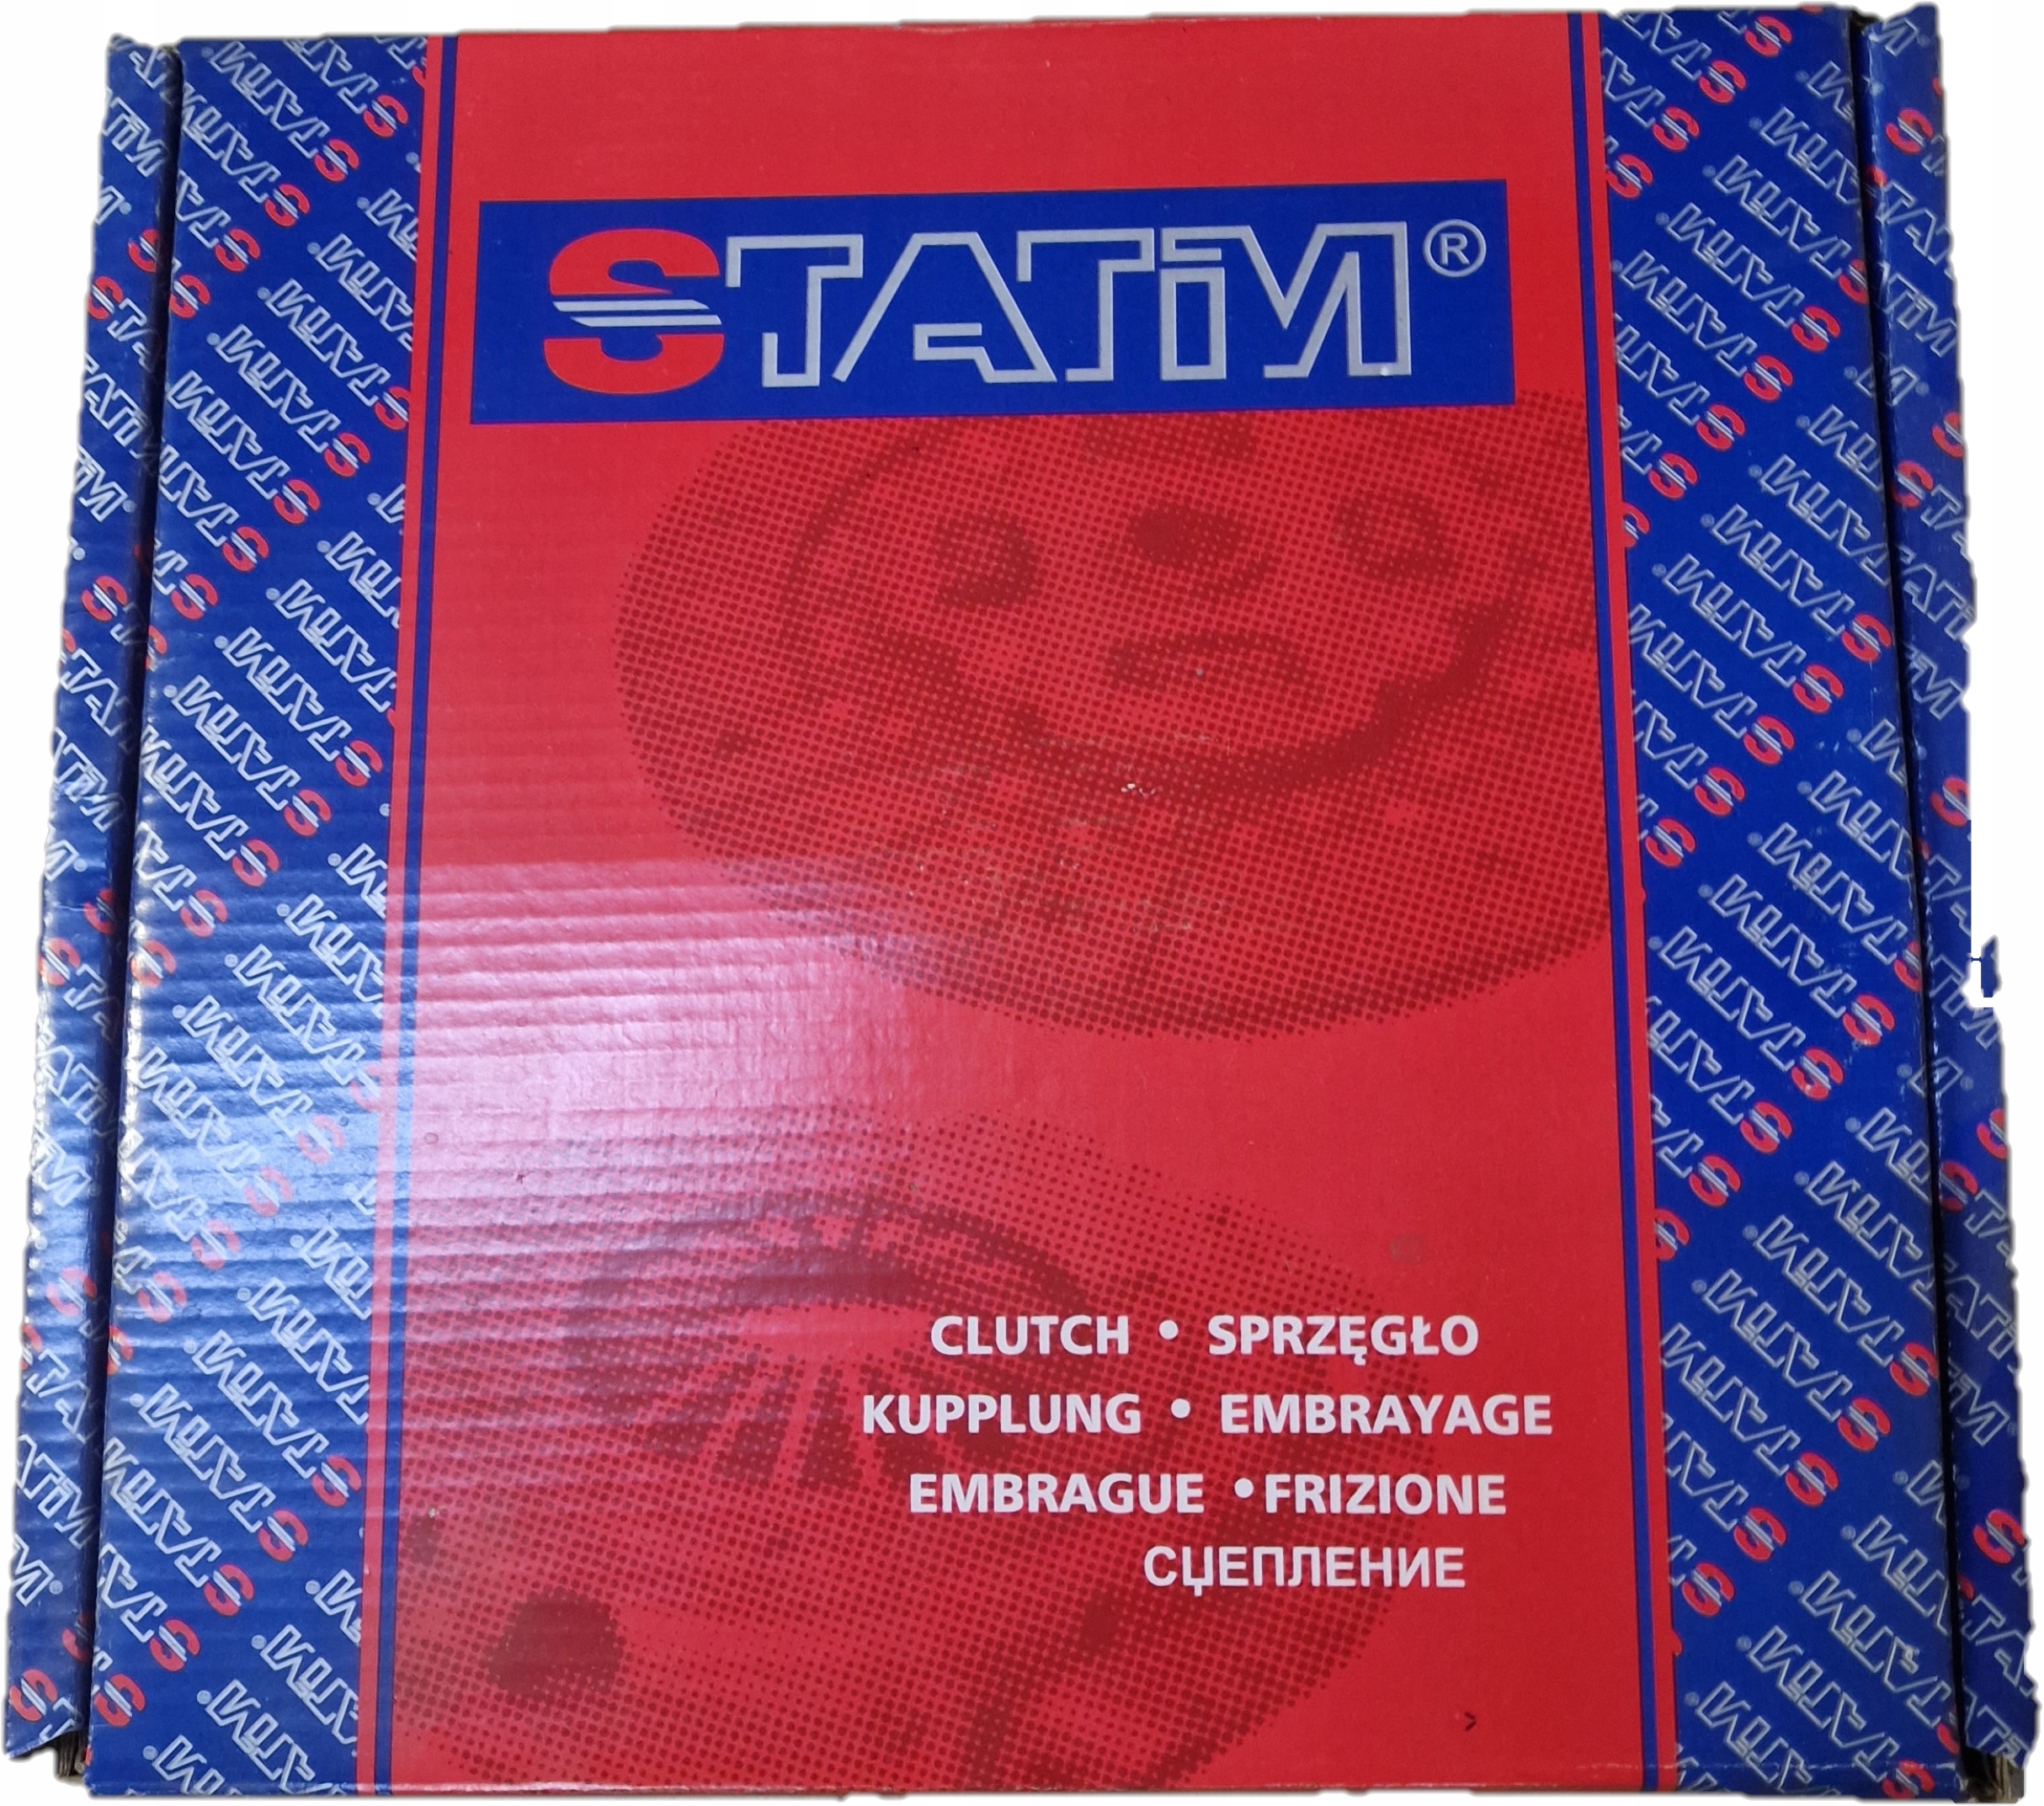 STATiM®
CLUTCH • SPRZĘGŁO
KUPPLUNG • EMBRAYAGE
EMBRAGUE • FRIZIONE
СЦЕПЛЕНИЕ